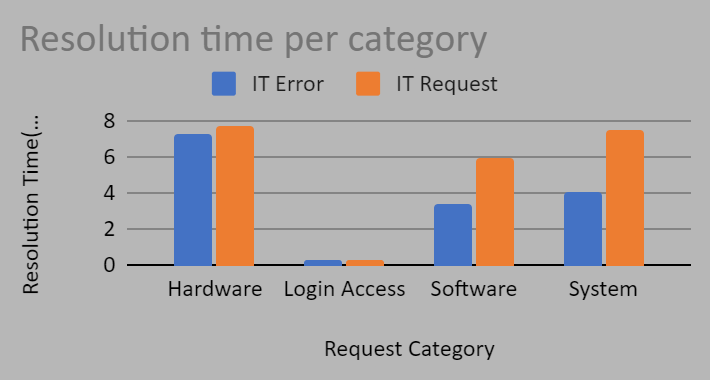 Resolution time per category
IT Error IT Request
Resolution Time(...
8
6
4
2
0
Hardware Login Access Software System
Request Category